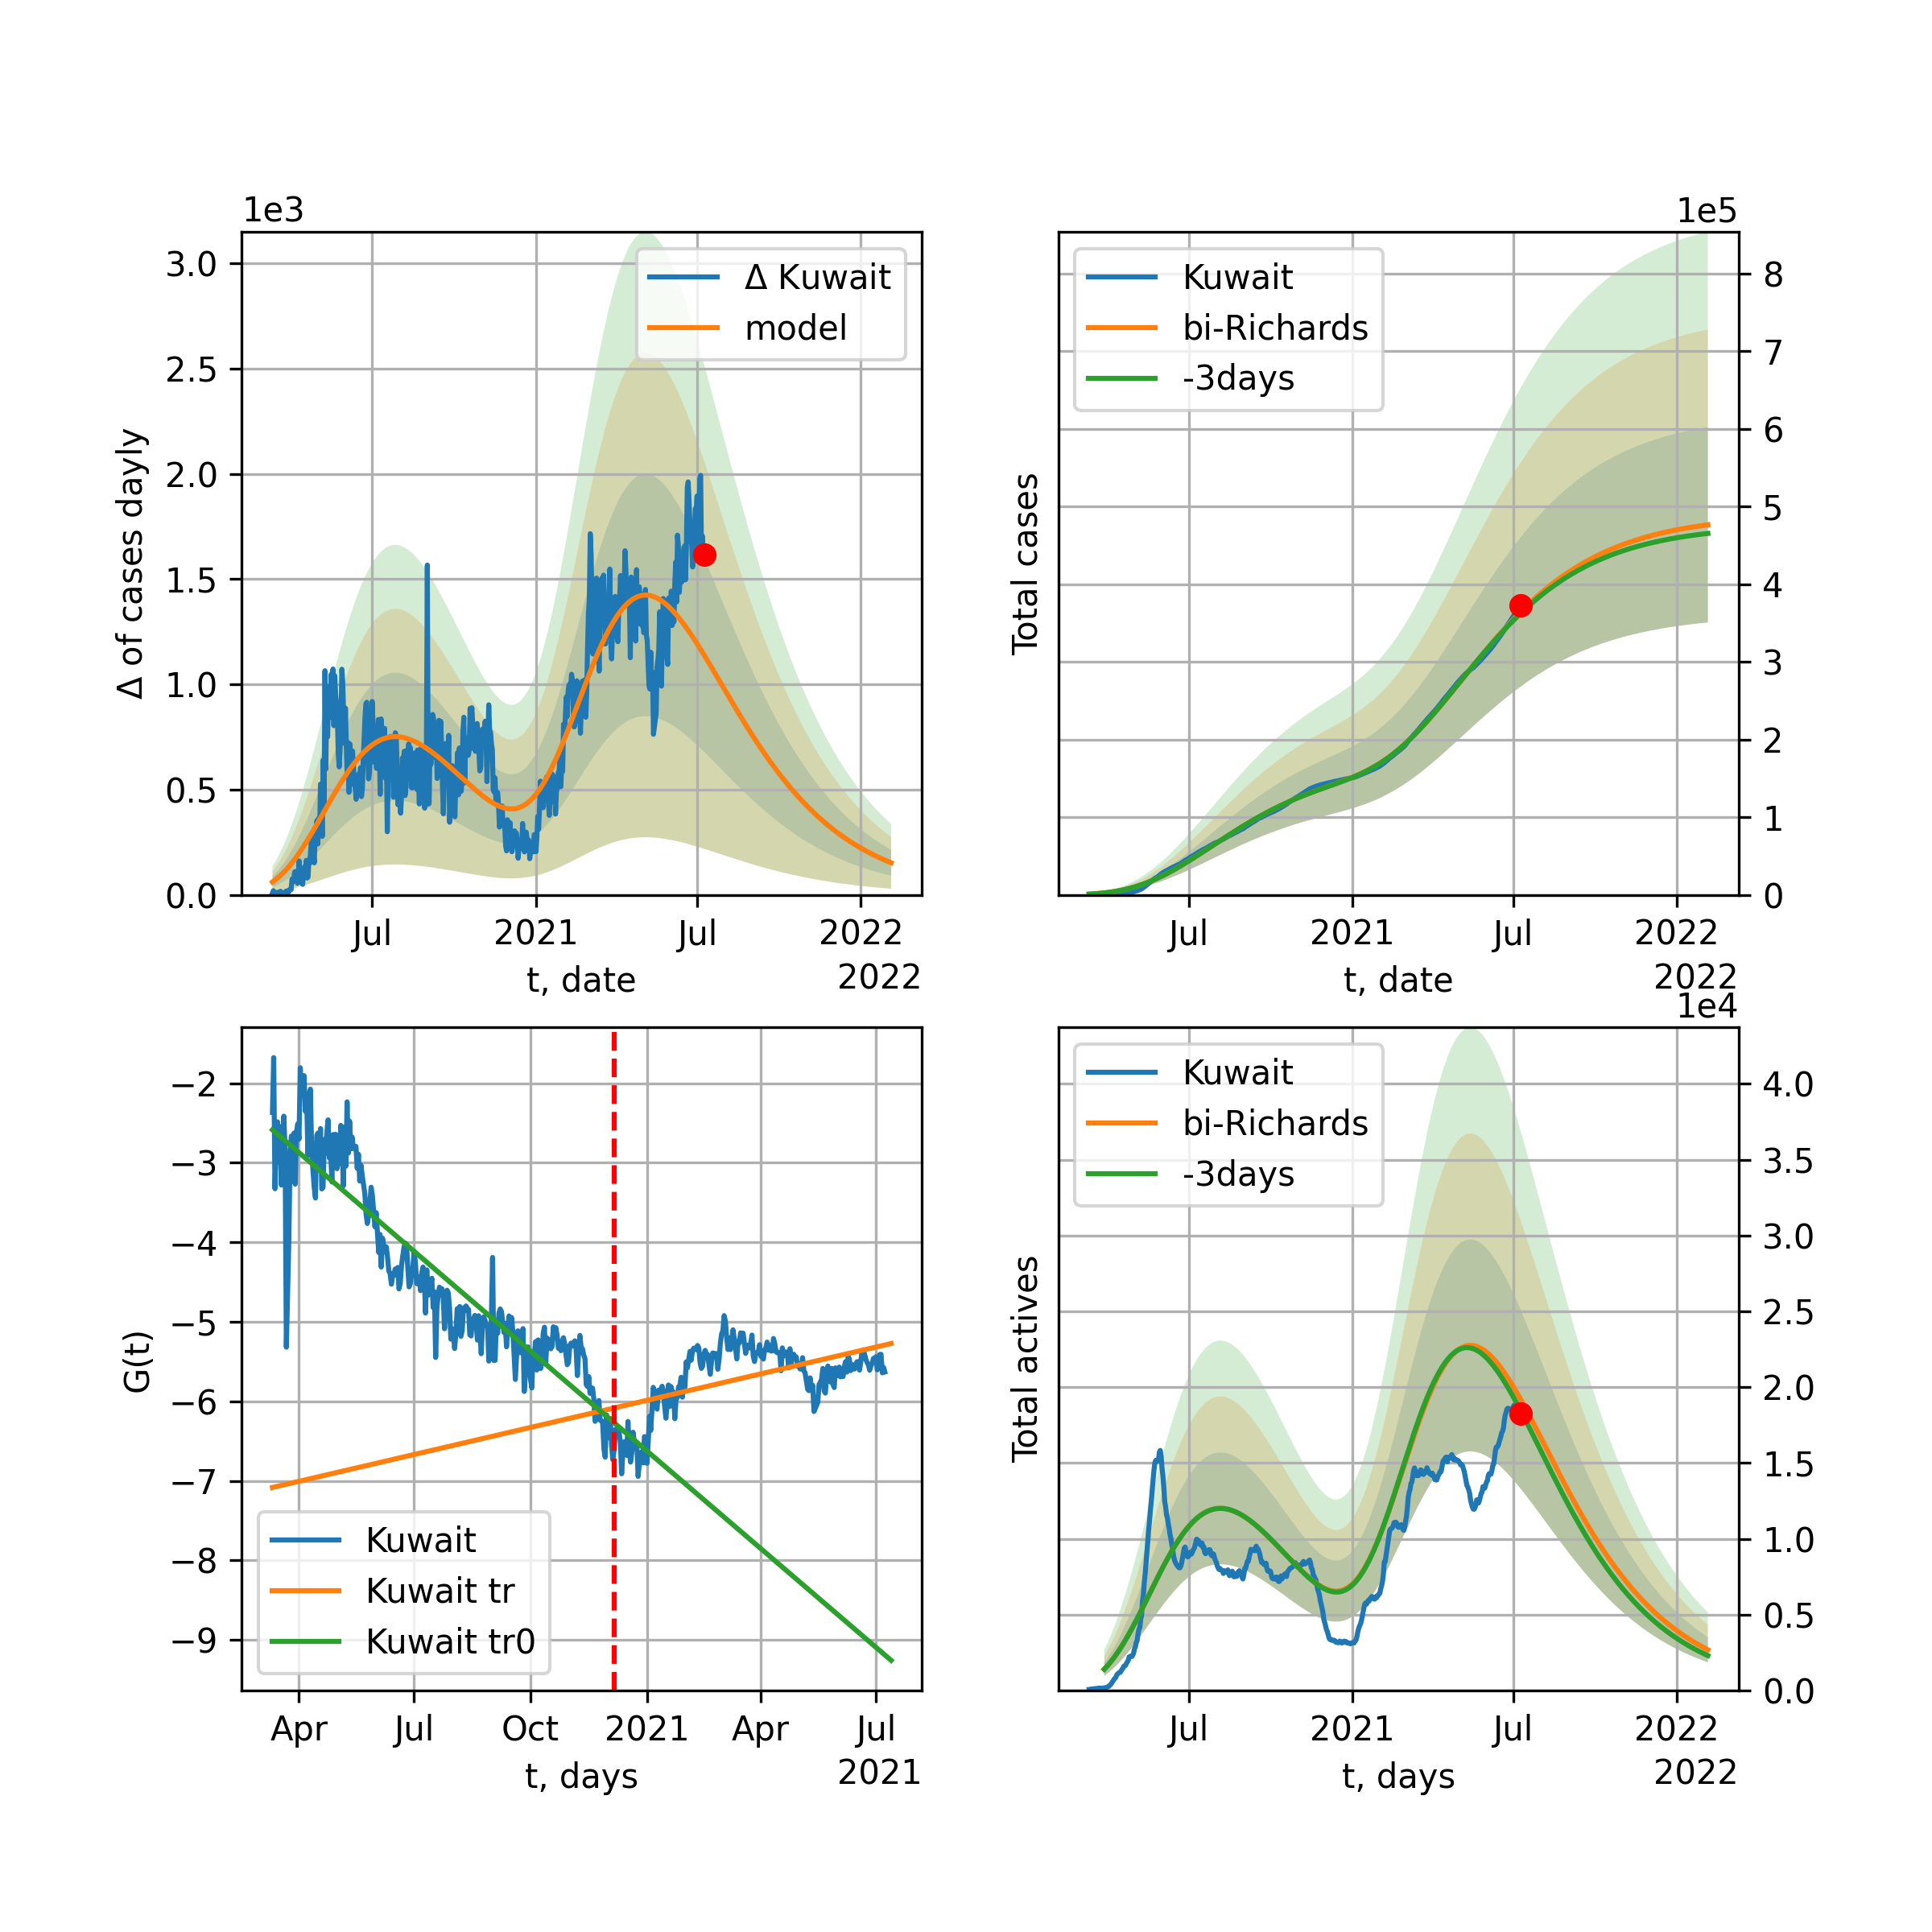 1e3
3.0
2.5
2.0
1.5
1.0
0.5
0.0
Δ of cases dayly
Δ Kuwait
model
Jul
2021
Jul
2022
t, date
2022
1e5
Kuwait
bi-Richards
-3days
Total cases
8
7
6
5
4
3
2
1
0
Jul
2021
Jul
2022
t, date
2022
−2
−3
−4
−5
−6
−7
−8
−9
G(t)
Kuwait
Kuwait tr
Kuwait tr0
Apr
Jul
Oct
2021
Apr
Jul
t, days
2021
1e4
Kuwait
bi-Richards
-3days
Total actives
4.0
3.5
3.0
2.5
2.0
1.5
1.0
0.5
0.0
Jul
2021
Jul
2022
t, days
2022